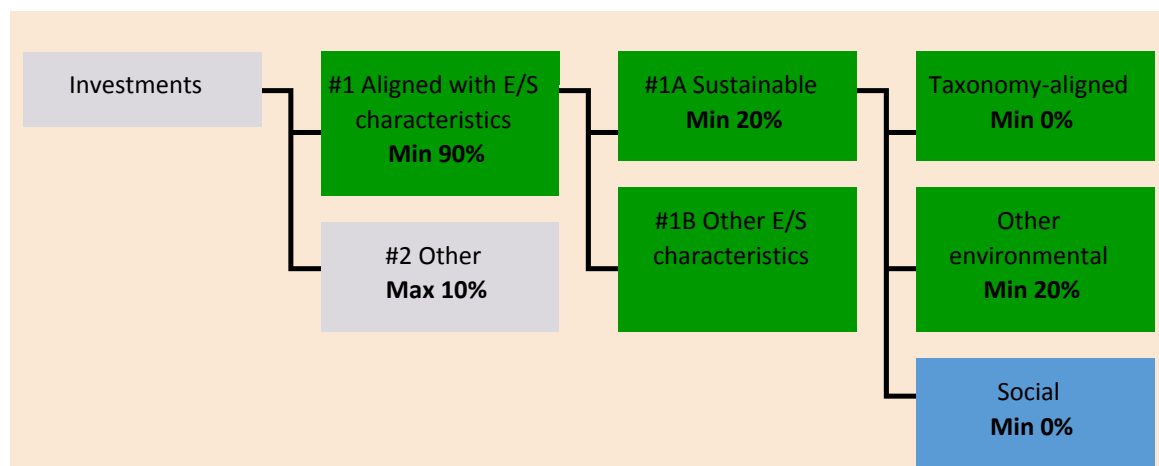 Investments
#1 Aligned with E/S
characteristics
Min 90%
#2 Other
Max 10%
#1A Sustainable
Min 20%
#1B Other E/S
characteristics
Taxonomy-aligned
Min 0%
Other
environmental
Min 20%
Social
Min 0%